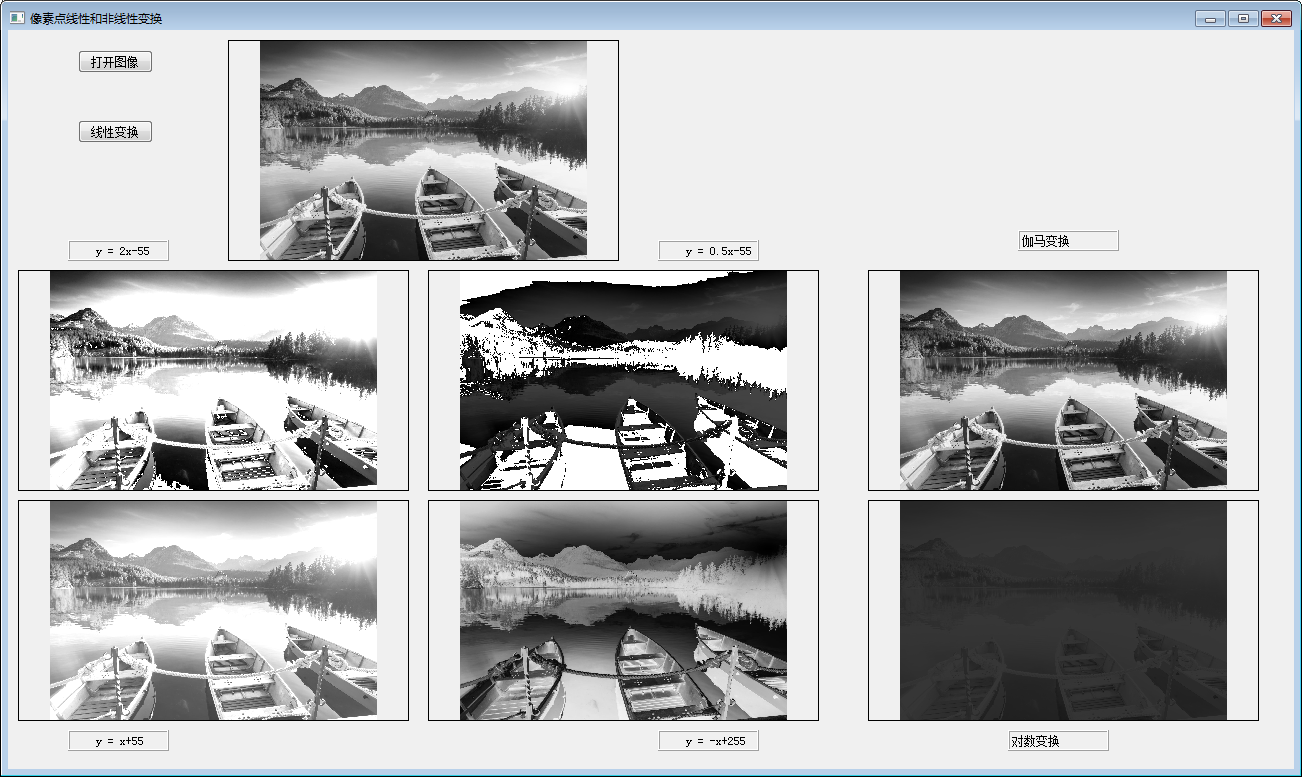 像素点线性和非线性变换
打开图像
线性变换
y = 2x-55
y = 0.5x-55
伽马变换
y = x+55
y = -x+255
对数变换